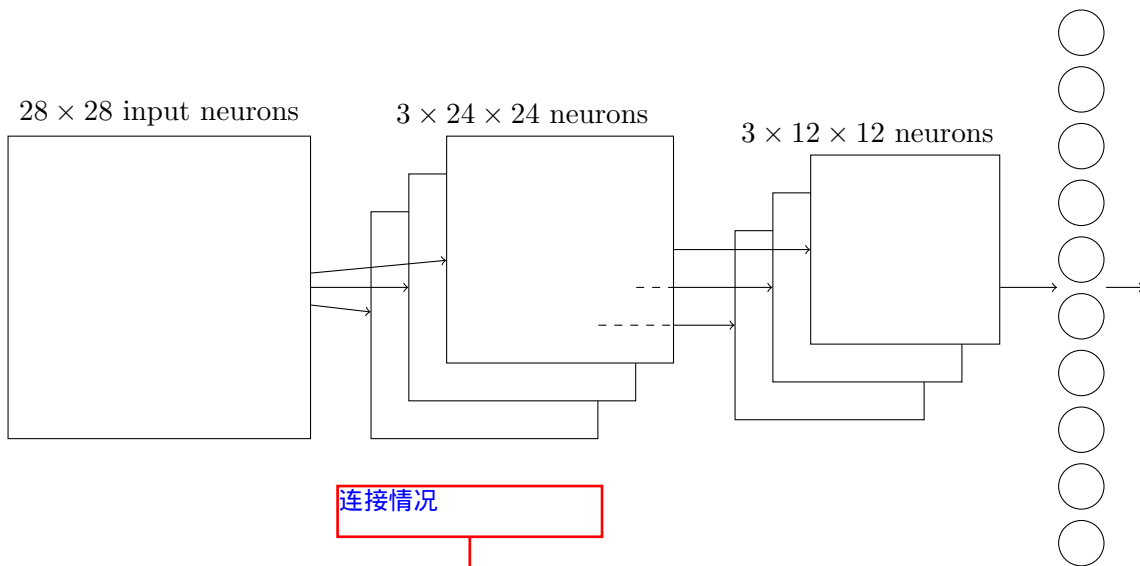 28 × 28 input neurons
3 × 24 × 24 neurons
3 × 12 × 12 neurons
连接情况